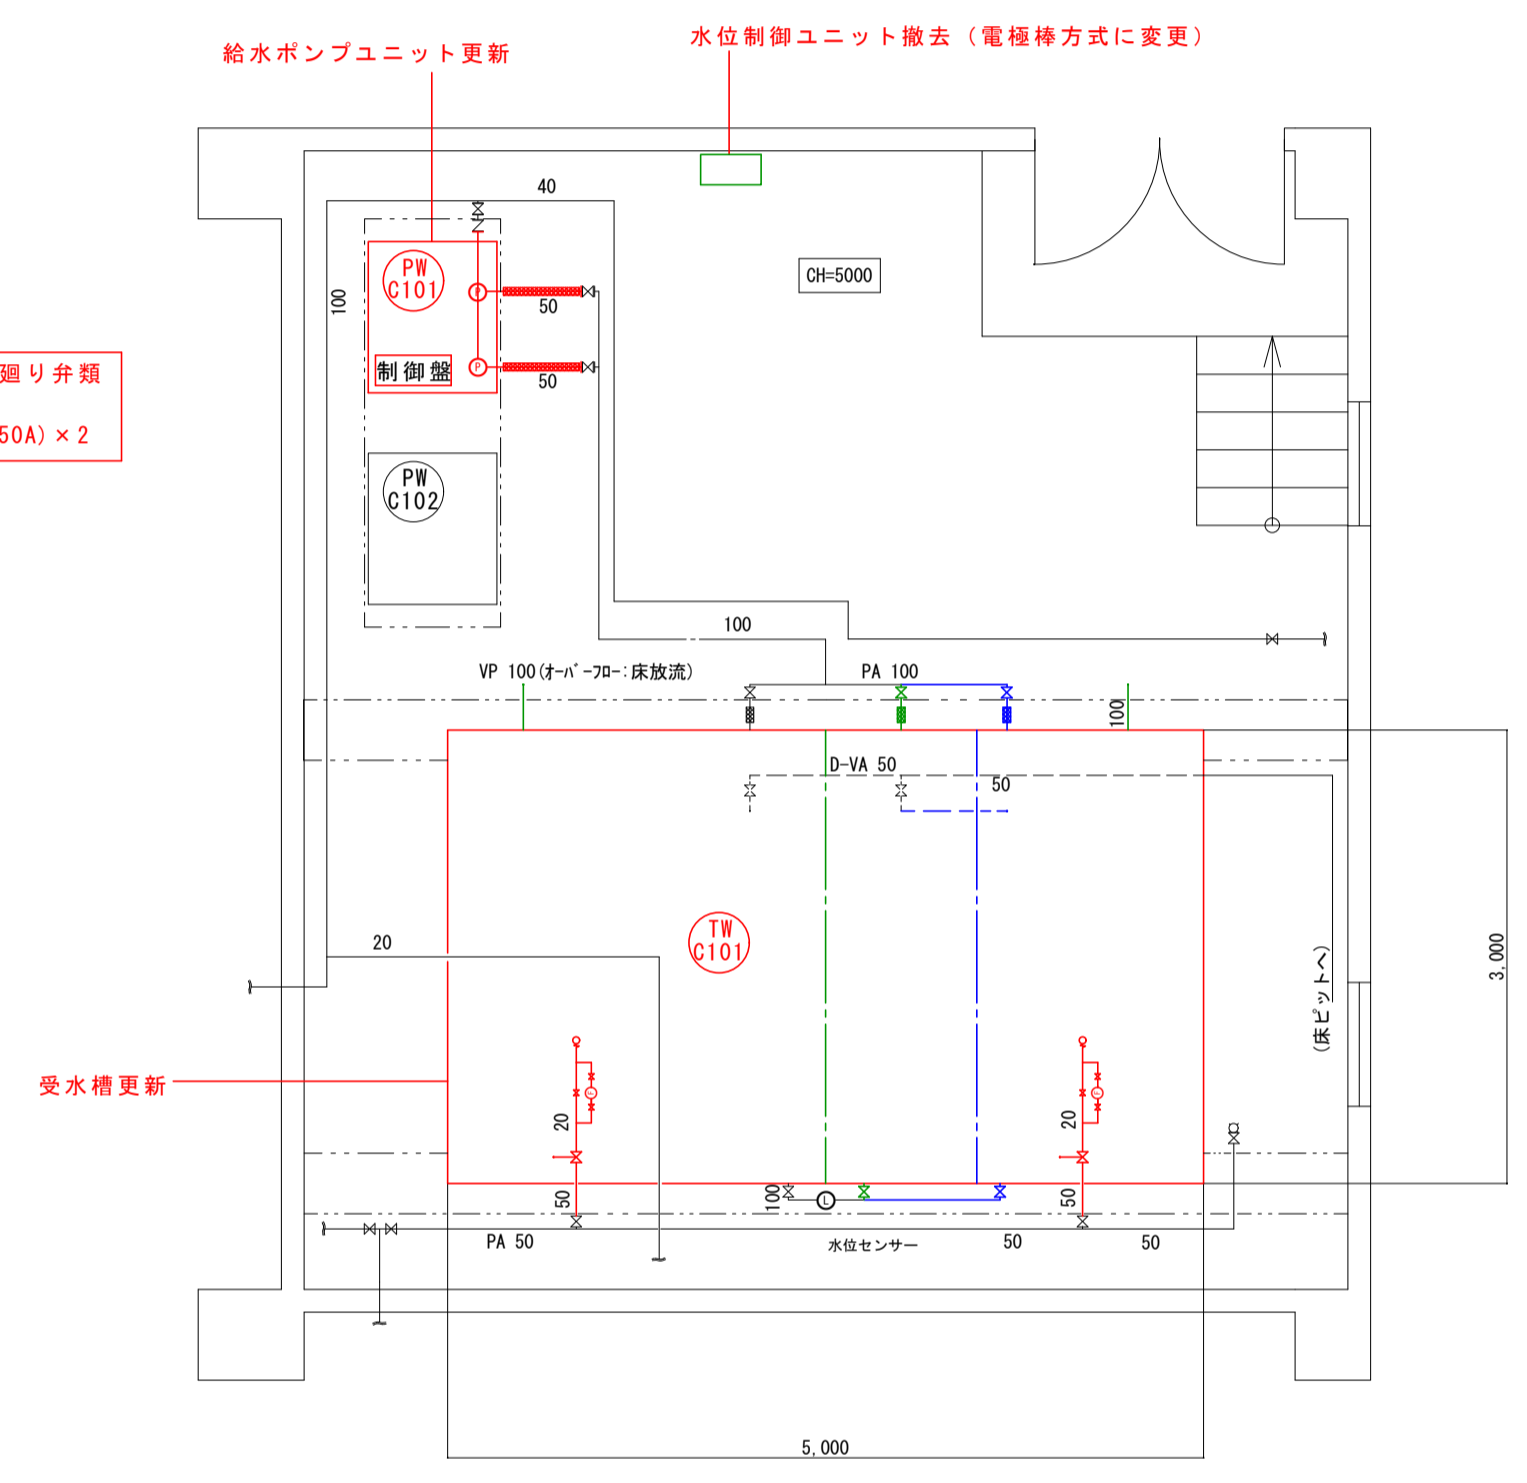 給水ポンプユニット更新
水位制御ユニット撤去（電極棒方式に変更）
40
100
PW
C101
P
50
CH=5000
制御盤
P
50
廻り弁類
50A)×2
PW
C102
100
VP 100(オーバーフロー:床放流)
PA 100
100
D-VA 50
50
TW
C101
20
3,000
(床ピットへ)
受水槽更新
20
20
50
100
L
50
PA 50
水位センサー
50
50
5,000